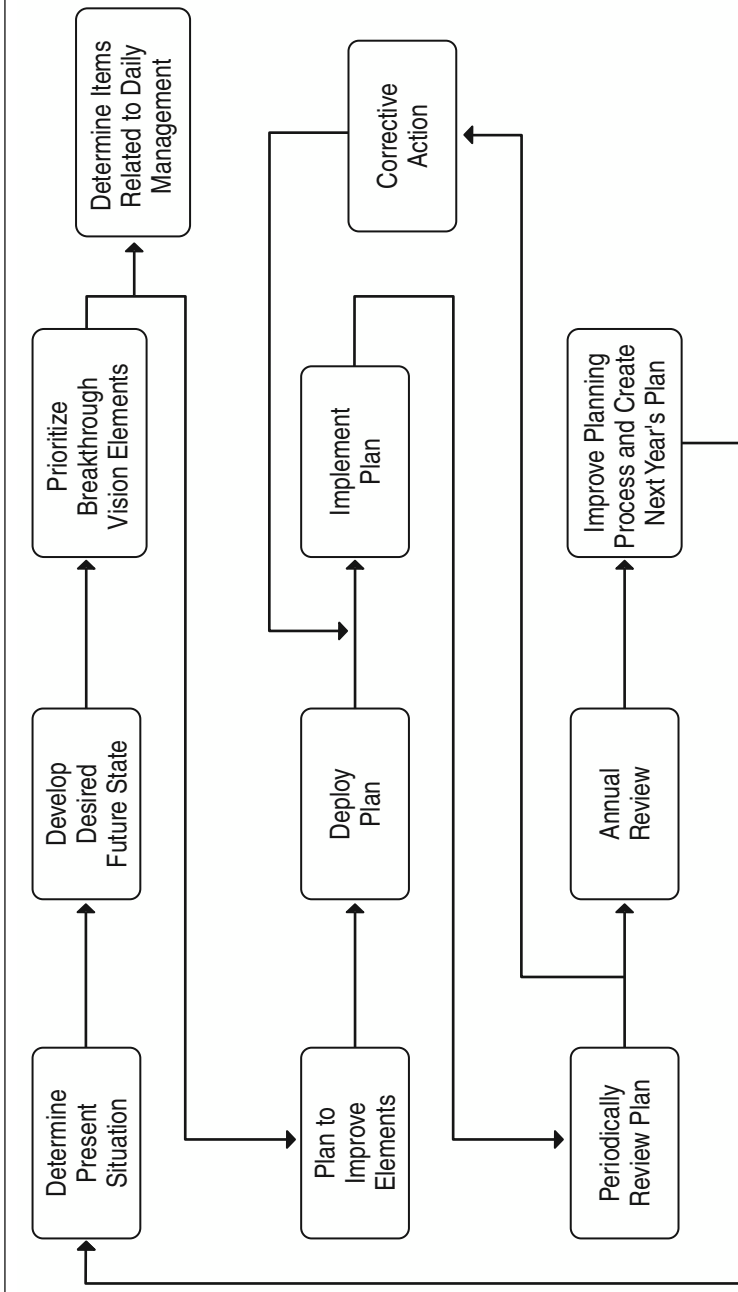 Determine
Present
Situation
Develop
Desired
Future State
Prioritize
Breakthrough
Vision Elements
Determine Items
Related to Daily
Management
Plan to
Improve
Elements
Deploy
Plan
Implement
Plan
Corrective
Action
Periodically
Review Plan
Annual
Review
Improve Planning
Process and Create
Next Year's Plan